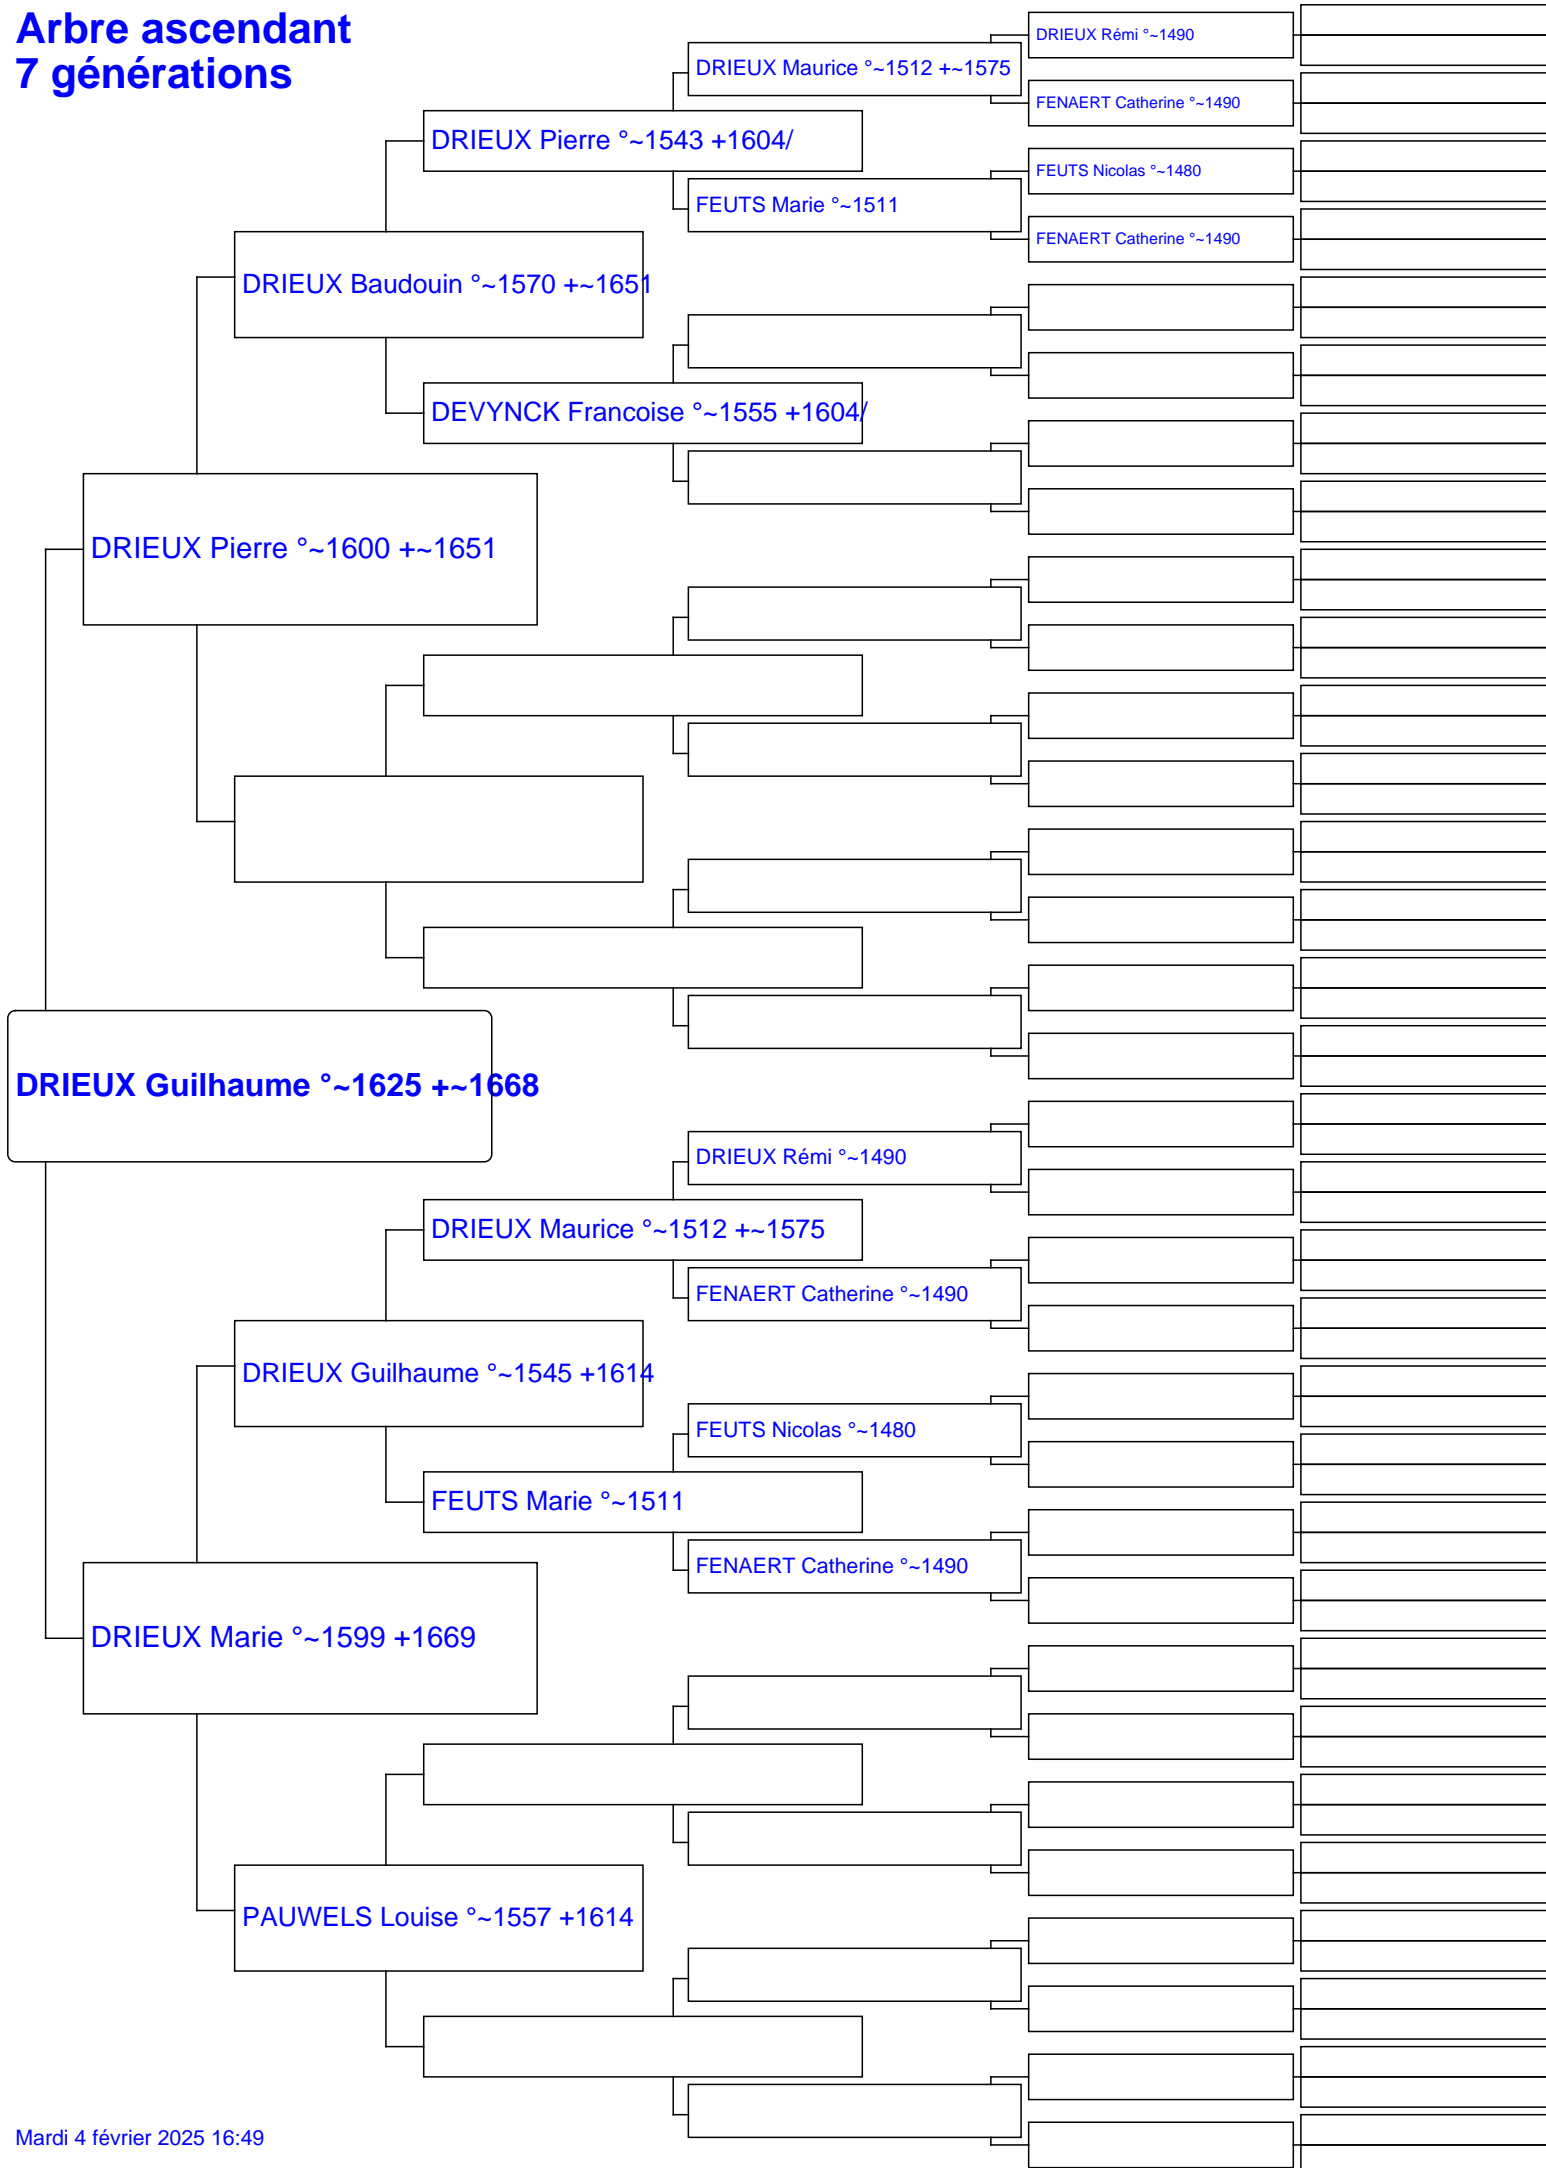 Arbre ascendant
7 générations
DRIEUX Rémi °~1490
DRIEUX Maurice °~1512 +~1575
FENAERT Catherine °~1490
DRIEUX Pierre °~1543 +1604/
FEUTS Nicolas °~1480
FEUTS Marie °~1511
FENAERT Catherine °~1490
DRIEUX Baudouin °~1570 +~1651
DEVYNCK Francoise °~1555 +1604/
DRIEUX Pierre °~1600 +~1651
DRIEUX Guilhaume °~1625 +~1668
DRIEUX Rémi °~1490
DRIEUX Maurice °~1512 +~1575
FENAERT Catherine °~1490
DRIEUX Guilhaume °~1545 +1614
FEUTS Nicolas °~1480
FEUTS Marie °~1511
FENAERT Catherine °~1490
DRIEUX Marie °~1599 +1669
PAUWELS Louise °~1557 +1614
Mardi 4 février 2025 16:49